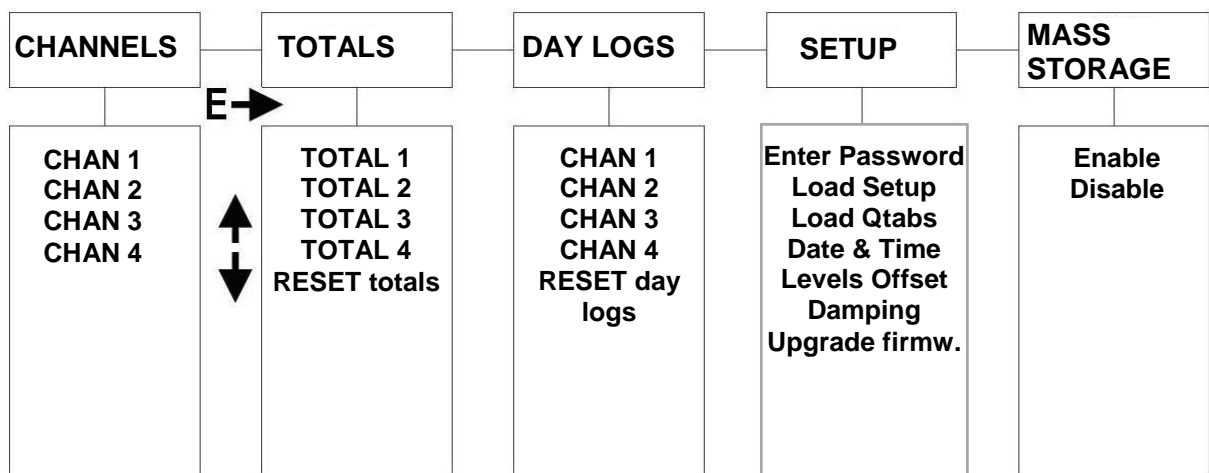 CHANNELS
TOTALS
DAY LOGS
SETUP
MASS
STORAGE
E
CHAN 1
CHAN 2
CHAN 3
CHAN 4
TOTAL 1
TOTAL 2
TOTAL 3
TOTAL 4
RESET totals
CHAN 1
CHAN 2
CHAN 3
CHAN 4
RESET day
logs
Enter Password
Load Setup
Load Qtabs
Date & Time
Levels Offset
Damping
Upgrade firmw.
Enable
Disable